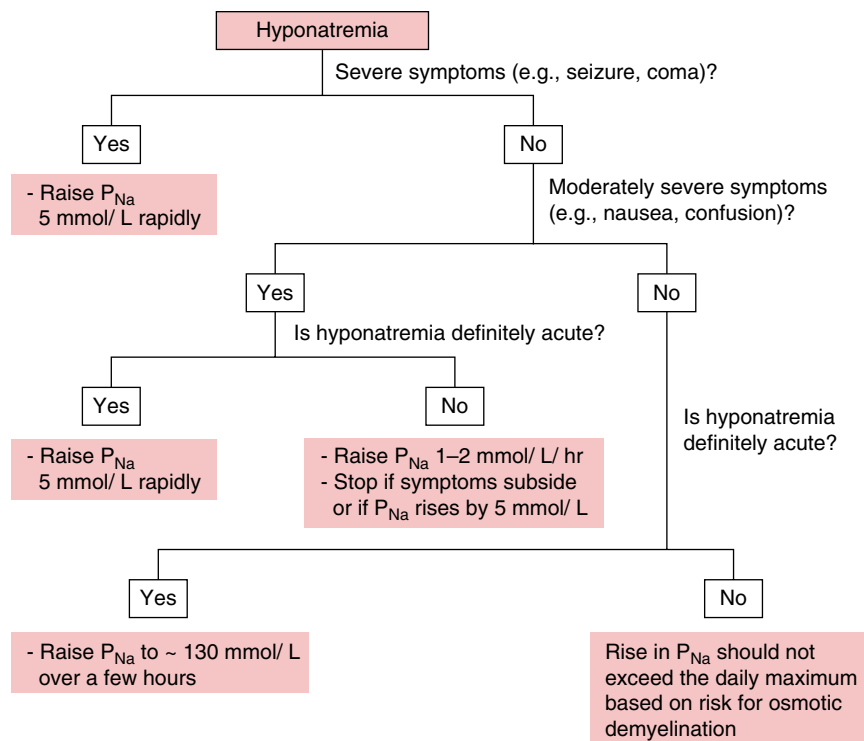 Hyponatremia
Severe symptoms (e.g., seizure, coma)?
Yes
No
- Raise PNa
5 mmol/ L rapidly
Moderately severe symptoms
(e.g., nausea, confusion)?
Yes
No
Is hyponatremia definitely acute?
Yes
No
Is hyponatremia
definitely acute?
- Raise PNa
5 mmol/ L rapidly
- Raise PNa 1–2 mmol/ L/ hr
- Stop if symptoms subside
or if PNa rises by 5 mmol/ L
Yes
No
- Raise PNa to ~ 130 mmol/ L
over a few hours
Rise in PNa should not
exceed the daily maximum
based on risk for osmotic
demyelination